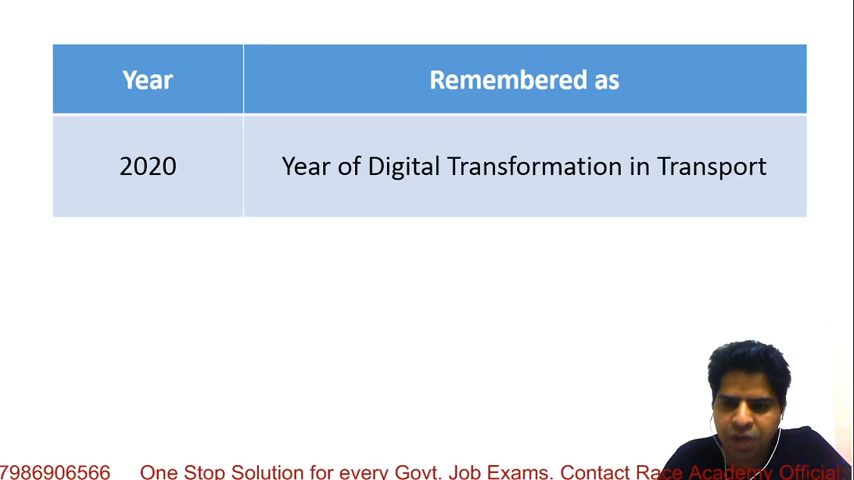 Year
Remembered as
2020
Year of Digital Transformation in Transport
7986906566 One Stop Solution for every Govt. Job Exams. Contact Race Academy Official